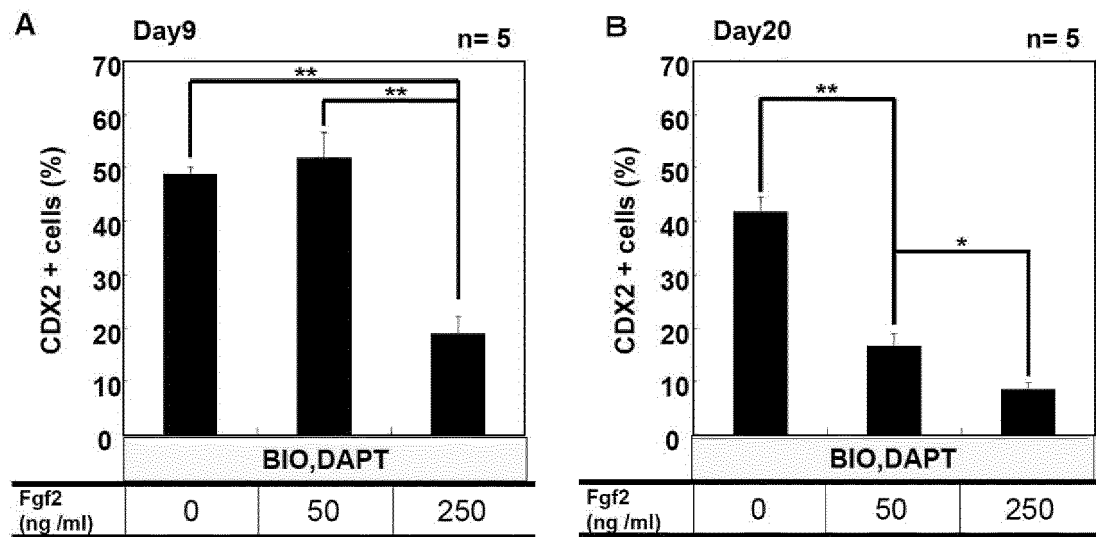 A
Day9
n= 5
CDX2 + cells (%)
70
60
50
40
30
20
10
0
**
**
BIO,DAPT
Fgf2
(ng /ml)
0 50 250
B
Day20
n= 5
CDX2 + cells (%)
70
60
50
40
30
20
10
0
**
*
BIO,DAPT
Fgf2
(ng /ml)
0 50 250